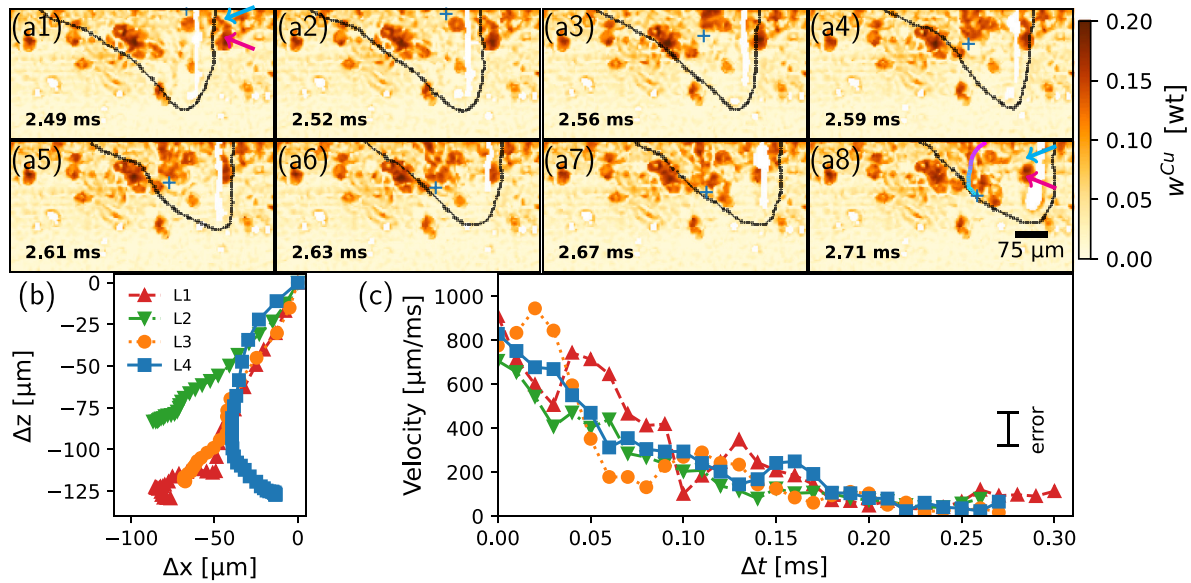 (a1) (a2) (a3) (a4)
2.49 ms 2.52 ms 2.56 ms 2.59 ms
(a5) (a6) (a7) (a8)
2.61 ms 2.63 ms 2.67 ms 2.71 ms
75 µm
0.20
0.15
0.10
0.05
0.00
w^Cu [wt]
(b)
L1
L2
L3
L4
0
−25
−50
−75
−100
−125
Δz [µm]
−100 −50 0
Δx [µm]
(c)
1000
800
600
400
200
0
Velocity [µm/ms]
error
0.00 0.05 0.10 0.15 0.20 0.25 0.30
Δt [ms]